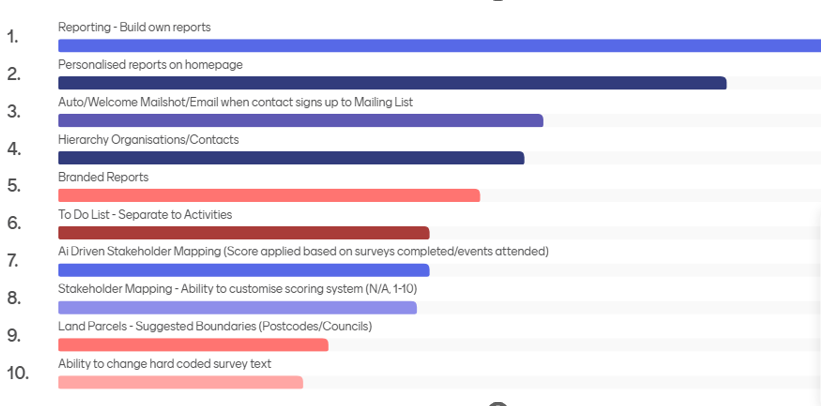 1. Reporting - Build own reports
2. Personalised reports on homepage
3. Auto/Welcome Mailshot/Email when contact signs up to Mailing List
4. Hierarchy Organisations/Contacts
5. Branded Reports
6. To Do List - Separate to Activities
7. Ai Driven Stakeholder Mapping (Score applied based on surveys completed/events attended)
8. Stakeholder Mapping - Ability to customise scoring system (N/A, 1-10)
9. Land Parcels - Suggested Boundaries (Postcodes/Councils)
10. Ability to change hard coded survey text